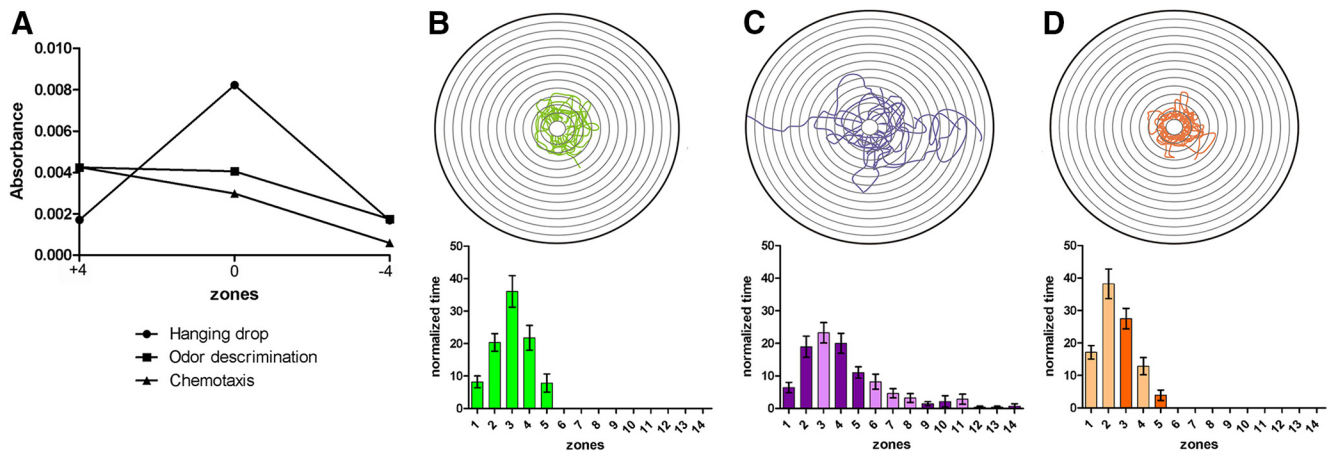 A
B
C
D
0.010
0.008
0.006
0.004
0.002
0.000
Absorbance
+4 0 -4
zones
Hanging drop
Odor descrimination
Chemotaxis
50
40
30
20
10
0
normalized time
1 2 3 4 5 6 7 8 9 10 11 12 13 14
zones
50
40
30
20
10
0
normalized time
1 2 3 4 5 6 7 8 9 10 11 12 13 14
zones
50
40
30
20
10
0
normalized time
1 2 3 4 5 6 7 8 9 10 11 12 13 14
zones